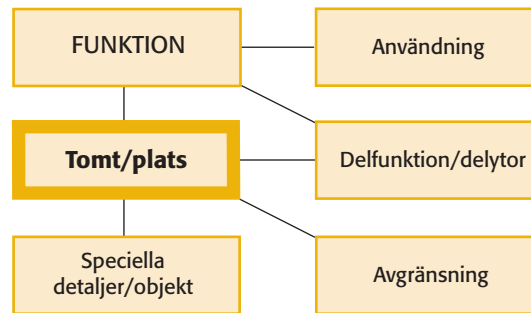 FUNKTION
Användning
Tomt/plats
Delfunktion/delytor
Speciella
detaljer/objekt
Avgränsning